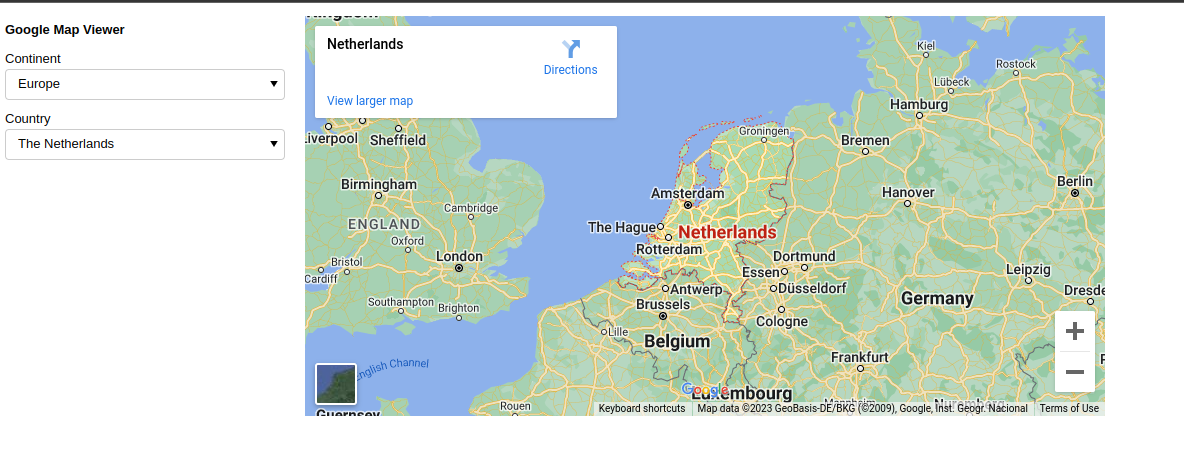 Google Map Viewer
Continent
Europe
Country
The Netherlands
Kingdom
Netherlands
Directions
View larger map
Kiel
Rostock
Lübeck
Hamburg
Groningen
Bremen
Liverpool
Sheffield
Berlin
Birmingham
Amsterdam
Hanover
Cambridge
ENGLAND
The Hague
Netherlands
Oxford
Rotterdam
London
Dortmund
Bristol
Essen
Leipzig
Cardiff
Antwerp
Düsseldorf
Dresde
Southampton
Brighton
Brussels
Germany
Cologne
Lille
Belgium
Frankfurt
F
English Channel
Google
Luxembourg
Mannheim
Nuremberg
Rouen
Guernsey
Keyboard shortcuts
Map data ©2023 GeoBasis-DE/BKG (©2009), Google, Inst. Geogr. Nacional
Terms of Use